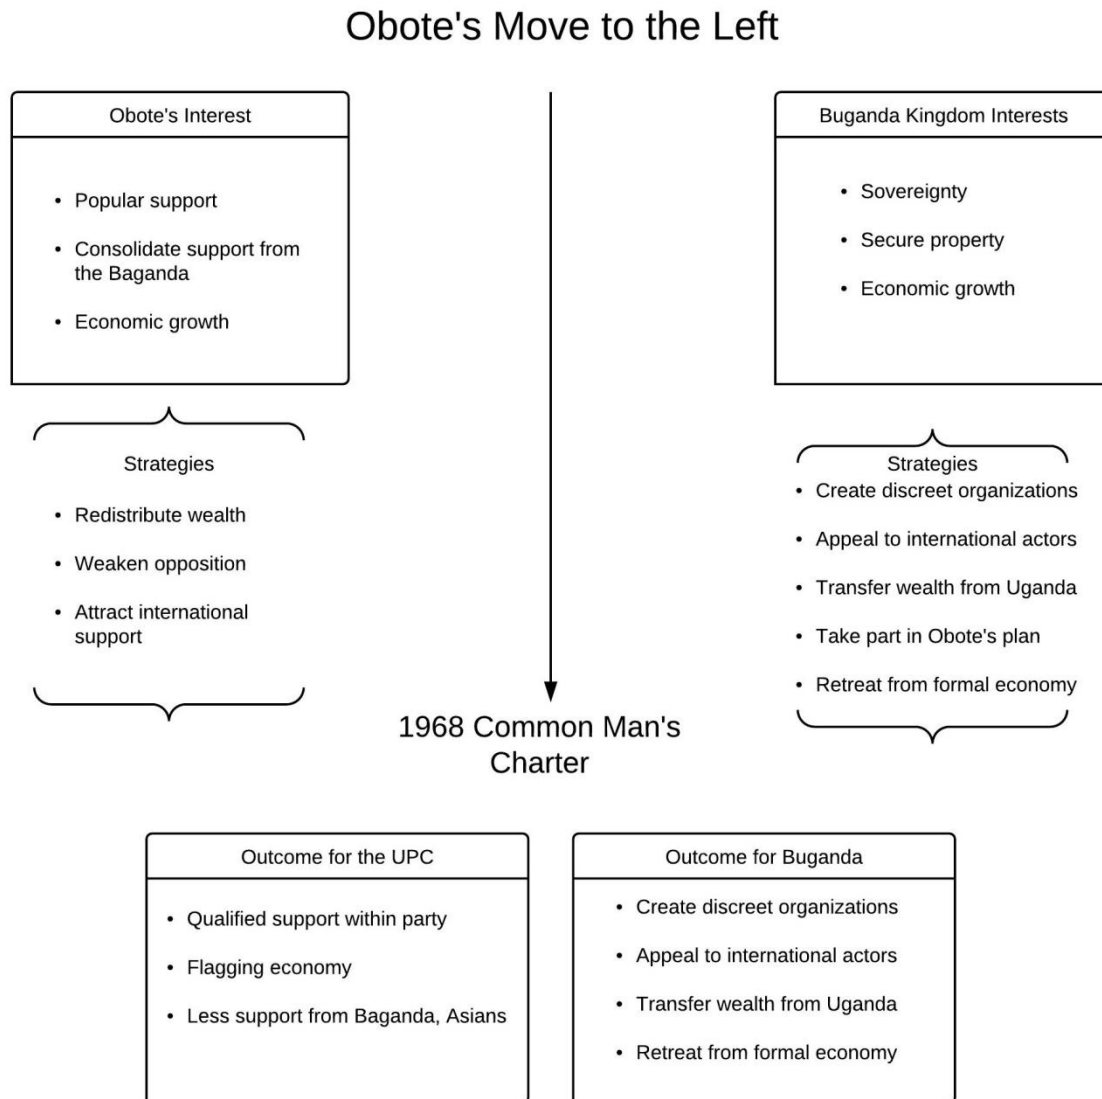 Obote's Move to the Left
Obote's Interest
• Popular support
• Consolidate support from
the Baganda
• Economic growth
Strategies
• Redistribute wealth
• Weaken opposition
• Attract international
support
Buganda Kingdom Interests
• Sovereignty
• Secure property
• Economic growth
Strategies
• Create discreet organizations
• Appeal to international actors
• Transfer wealth from Uganda
• Take part in Obote's plan
• Retreat from formal economy
1968 Common Man's
Charter
Outcome for the UPC
• Qualified support within party
• Flagging economy
• Less support from Baganda, Asians
Outcome for Buganda
• Create discreet organizations
• Appeal to international actors
• Transfer wealth from Uganda
• Retreat from formal economy